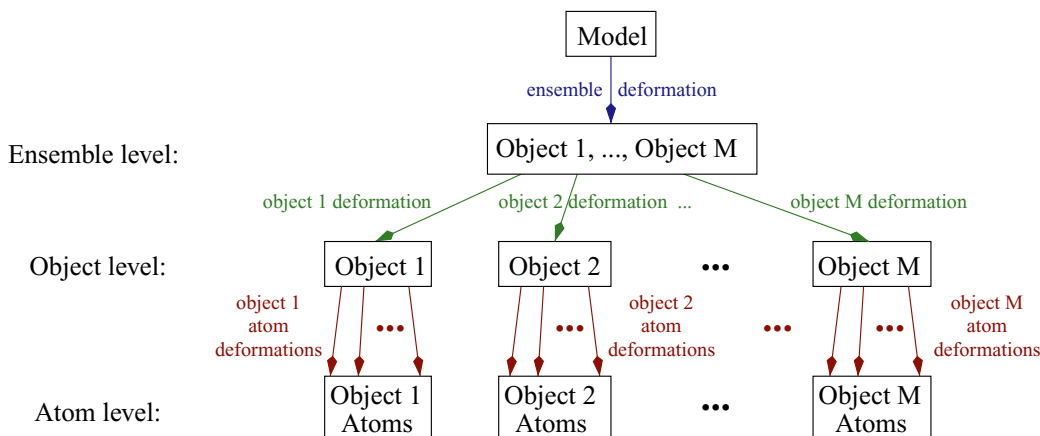 Model
ensemble deformation
Ensemble level:
Object 1, ..., Object M
object 1 deformation
object 2 deformation ...
object M deformation
Object level:
Object 1
Object 2
...
Object M
object 1
atom
deformations
...
...
object 2
atom
deformations
...
...
object M
atom
deformations
Atom level:
Object 1
Atoms
Object 2
Atoms
...
Object M
Atoms